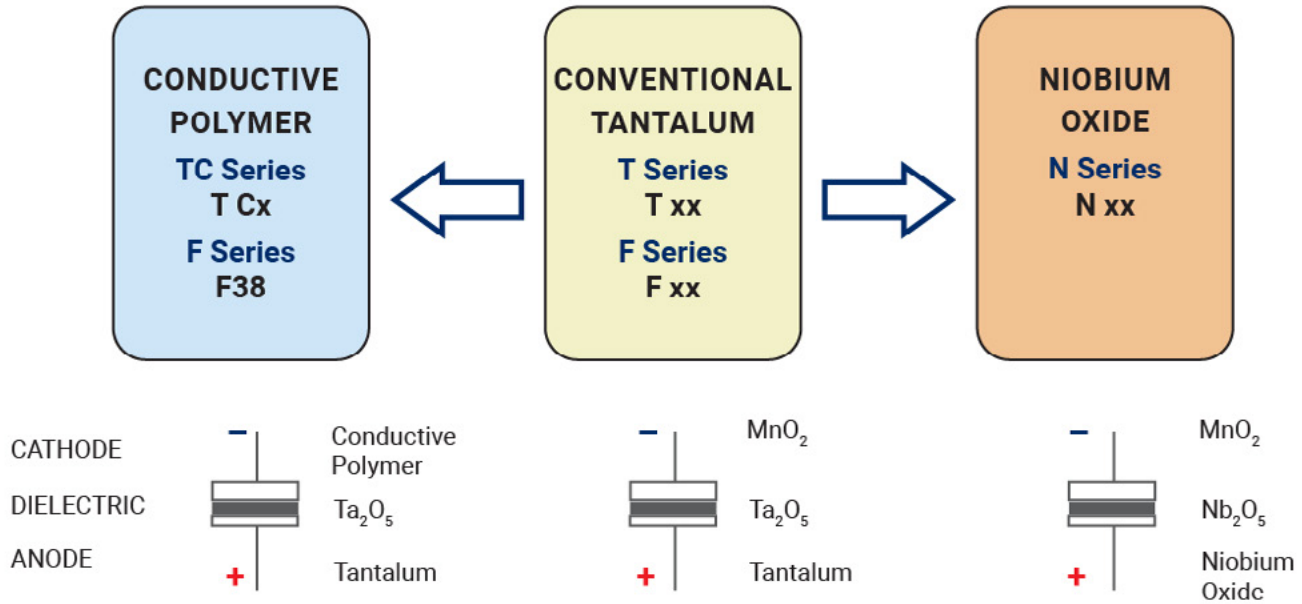 CONDUCTIVE
POLYMER
TC Series
T Cx
F Series
F38
CONVENTIONAL
TANTALUM
T Series
T xx
F Series
F xx
NIOBIUM
OXIDE
N Series
N xx
CATHODE
DIELECTRIC
ANODE
−
Conductive
Polymer
Ta₂O₅
+
Tantalum
−
MnO₂
Ta₂O₅
+
Tantalum
−
MnO₂
Nb₂O₅
+
Niobium
Oxide